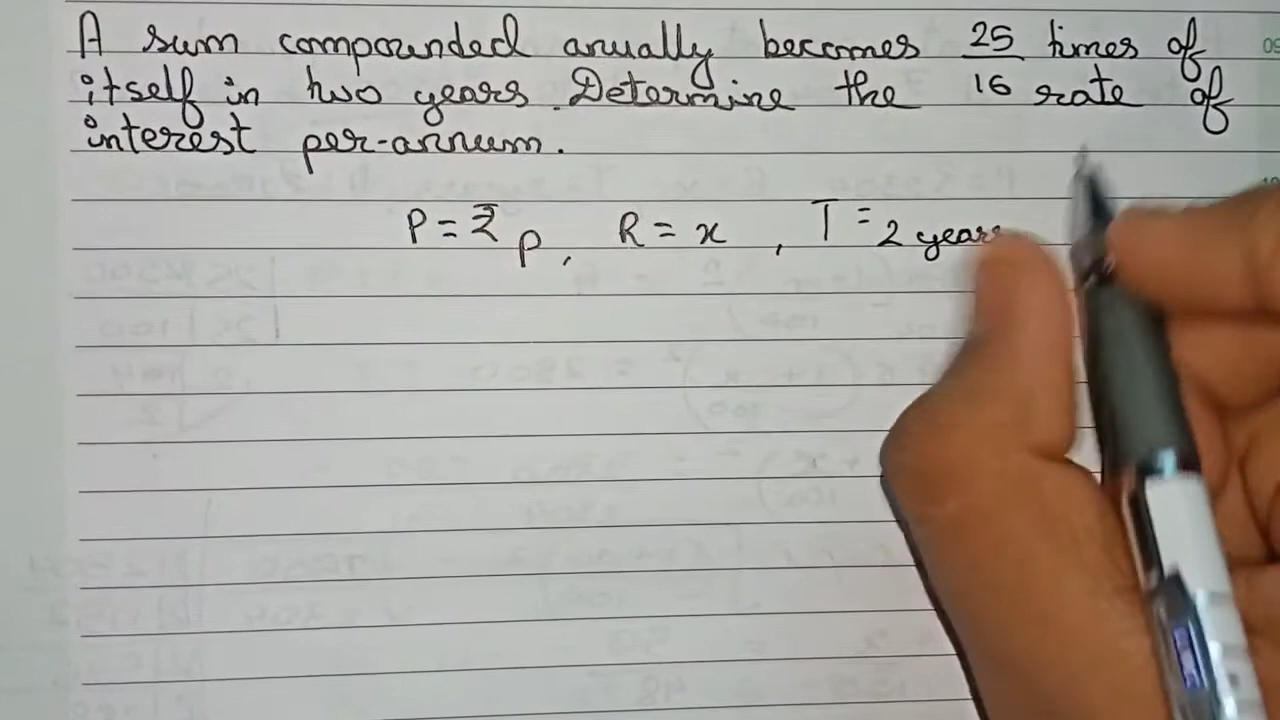 A sum compounded anually becomes 25/16 times of
itself in two years. Determine the rate of
interest per-annum.
P = ₹ P, R = x, T = 2 years